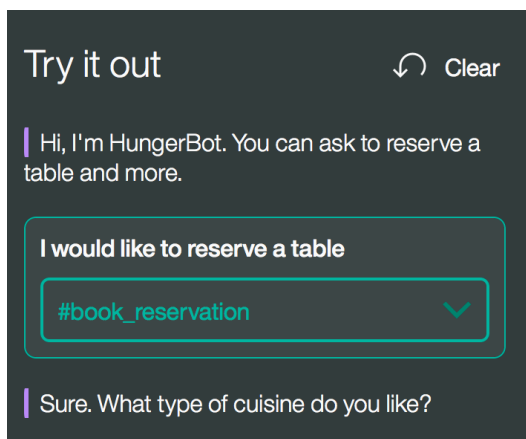 Try it out
Clear
Hi, I'm HungerBot. You can ask to reserve a
table and more.
I would like to reserve a table
#book_reservation
Sure. What type of cuisine do you like?